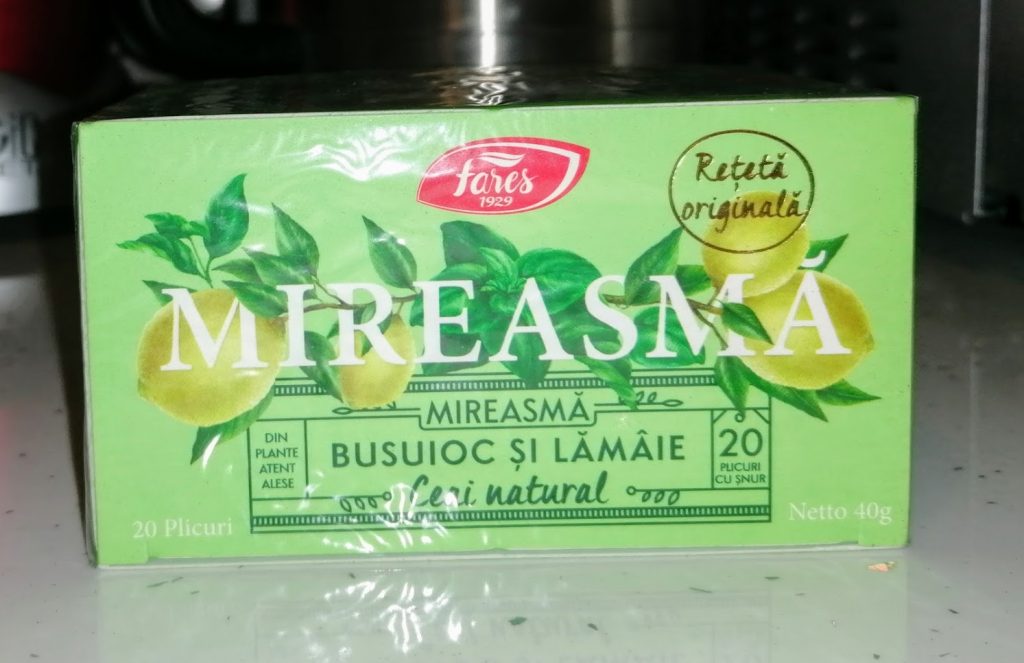 fares
1929
Rețetă
originală
MIREASMĂ
MIREASMĂ
BUSUIOC ȘI LĂMÂIE
Ceai natural
DIN
PLANTE
ATENT
ALESE
20
PLICURI
CU ȘNUR
20 Plicuri
Netto 40g